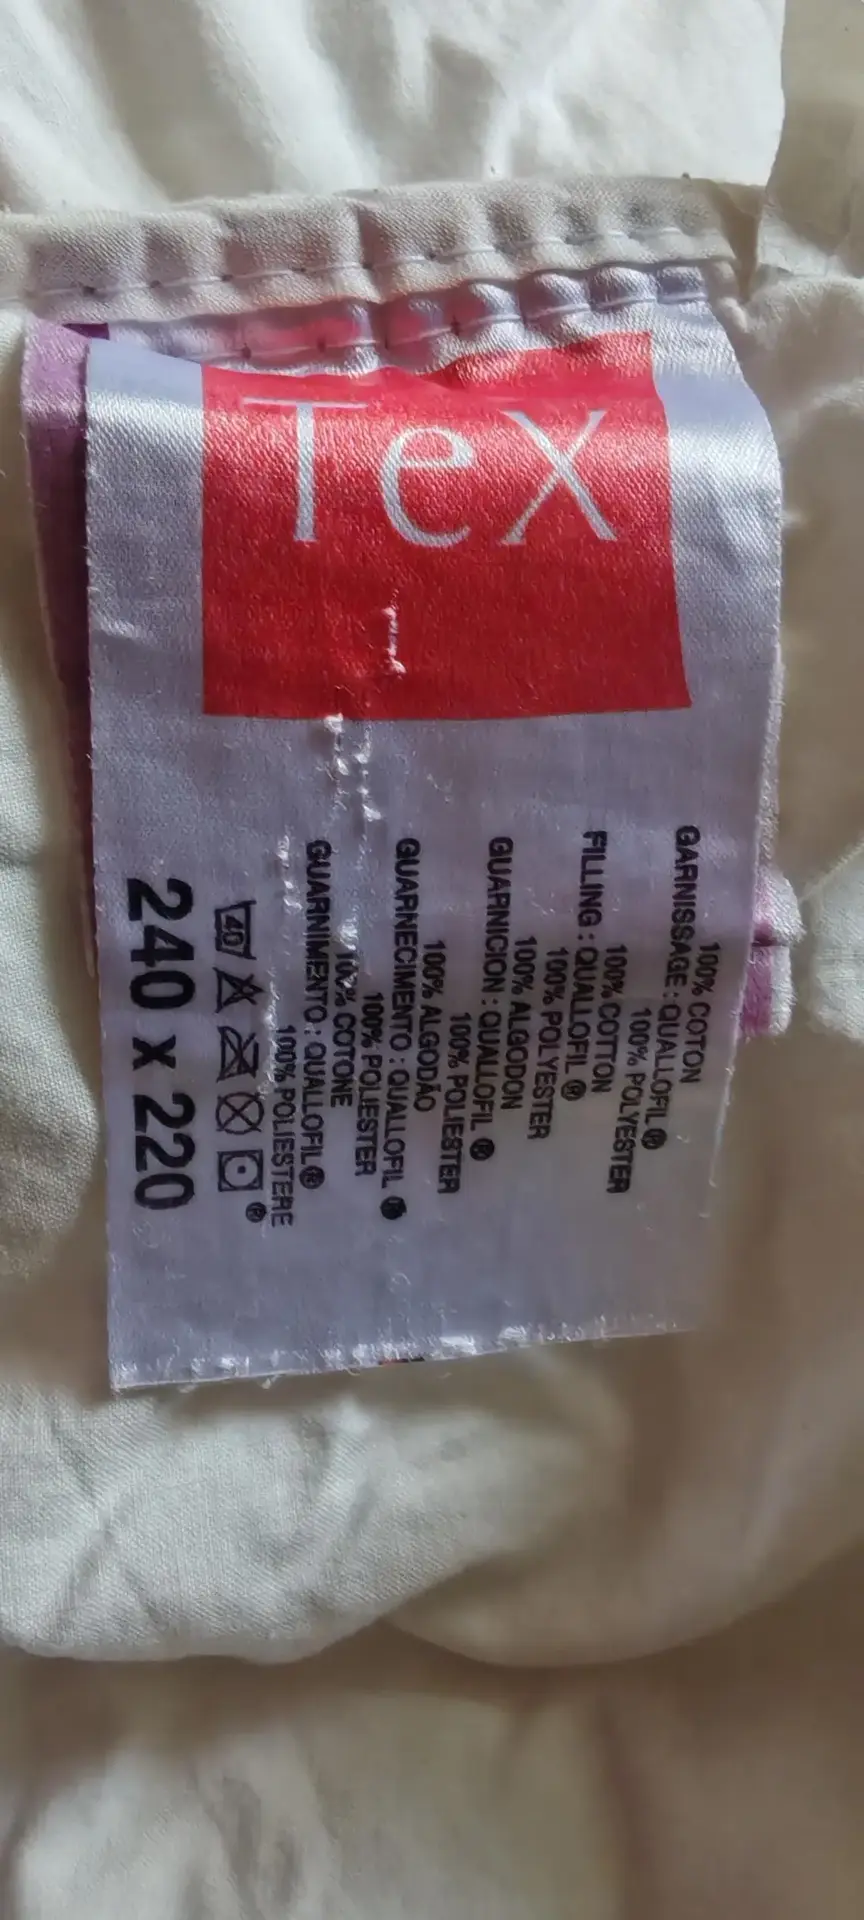 TeX
100% COTON
GARNISSAGE : QUALLOFIL ®
100% POLYESTER
100% COTTON
FILLING : QUALLOFIL ®
100% POLYESTER
100% ALGODON
GUARNICION : QUALLOFIL ®
100% POLIESTER
100% ALGODÃO
GUARNECIMENTO : QUALLOFIL ®
100% POLIESTER
100% COTONE
GUARNIMENTO : QUALLOFIL ®
100% POLIESTERE
40 ®
240 x 220